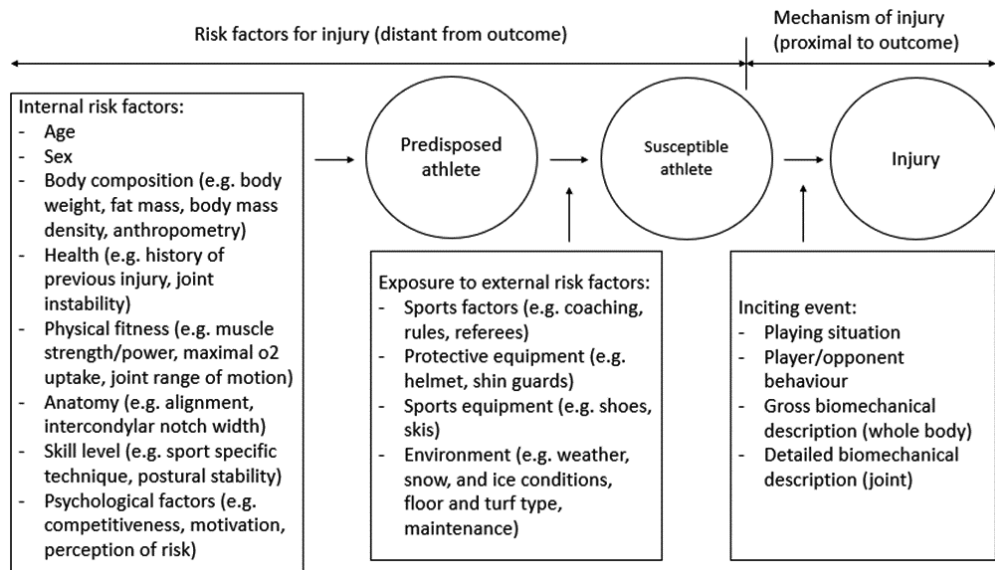 Risk factors for injury (distant from outcome)
Mechanism of injury
(proximal to outcome)
Internal risk factors:
- Age
- Sex
- Body composition (e.g. body
weight, fat mass, body mass
density, anthropometry)
- Health (e.g. history of
previous injury, joint
instability)
- Physical fitness (e.g. muscle
strength/power, maximal o2
uptake, joint range of motion)
- Anatomy (e.g. alignment,
intercondylar notch width)
- Skill level (e.g. sport specific
technique, postural stability)
- Psychological factors (e.g.
competitiveness, motivation,
perception of risk)
Predisposed
athlete
Susceptible
athlete
Injury
Exposure to external risk factors:
- Sports factors (e.g. coaching,
rules, referees)
- Protective equipment (e.g.
helmet, shin guards)
- Sports equipment (e.g. shoes,
skis)
- Environment (e.g. weather,
snow, and ice conditions,
floor and turf type,
maintenance)
Inciting event:
- Playing situation
- Player/opponent
behaviour
- Gross biomechanical
description (whole body)
- Detailed biomechanical
description (joint)